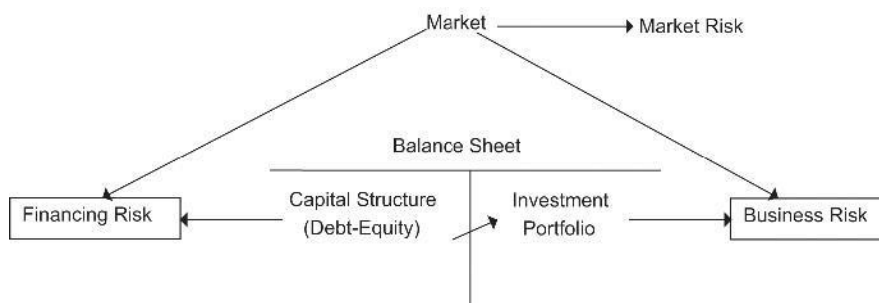 Market
Market Risk
Balance Sheet
Financing Risk
Capital Structure
(Debt-Equity)
Investment
Portfolio
Business Risk